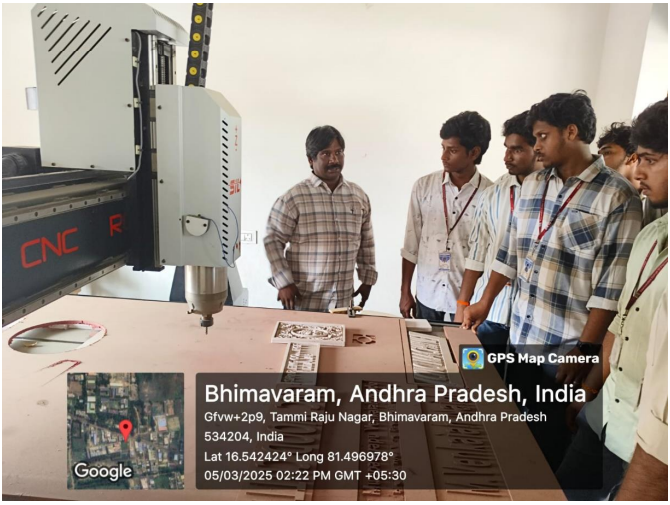 CNC R
GPS Map Camera
Bhimavaram, Andhra Pradesh, India
Gfvw+2p9, Tammi Raju Nagar, Bhimavaram, Andhra Pradesh
534204, India
Lat 16.542424° Long 81.496978°
05/03/2025 02:22 PM GMT +05:30
Google